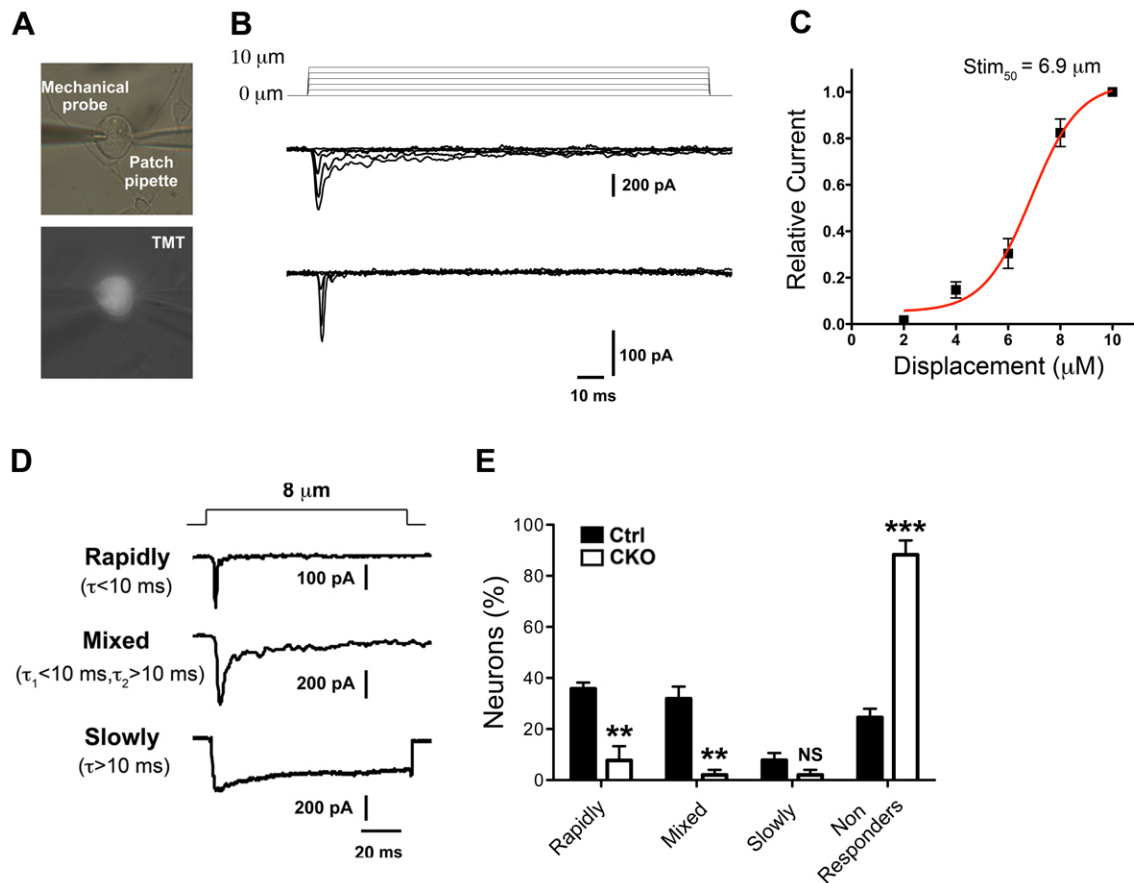 A
Mechanical
probe
Patch
pipette
TMT
B
10 μm
0 μm
200 pA
100 pA
10 ms
C
Stim50 = 6.9 μm
Relative Current
1.0
0.8
0.6
0.4
0.2
0.0
0 2 4 6 8 10
Displacement (μM)
D
8 μm
Rapidly
(τ<10 ms)
100 pA
Mixed
(τ1<10 ms,τ2>10 ms)
200 pA
Slowly
(τ>10 ms)
200 pA
20 ms
E
Neurons (%)
100
80
60
40
20
0
Ctrl
CKO
**
**
NS
***
Rapidly
Mixed
Slowly
Non
Responders